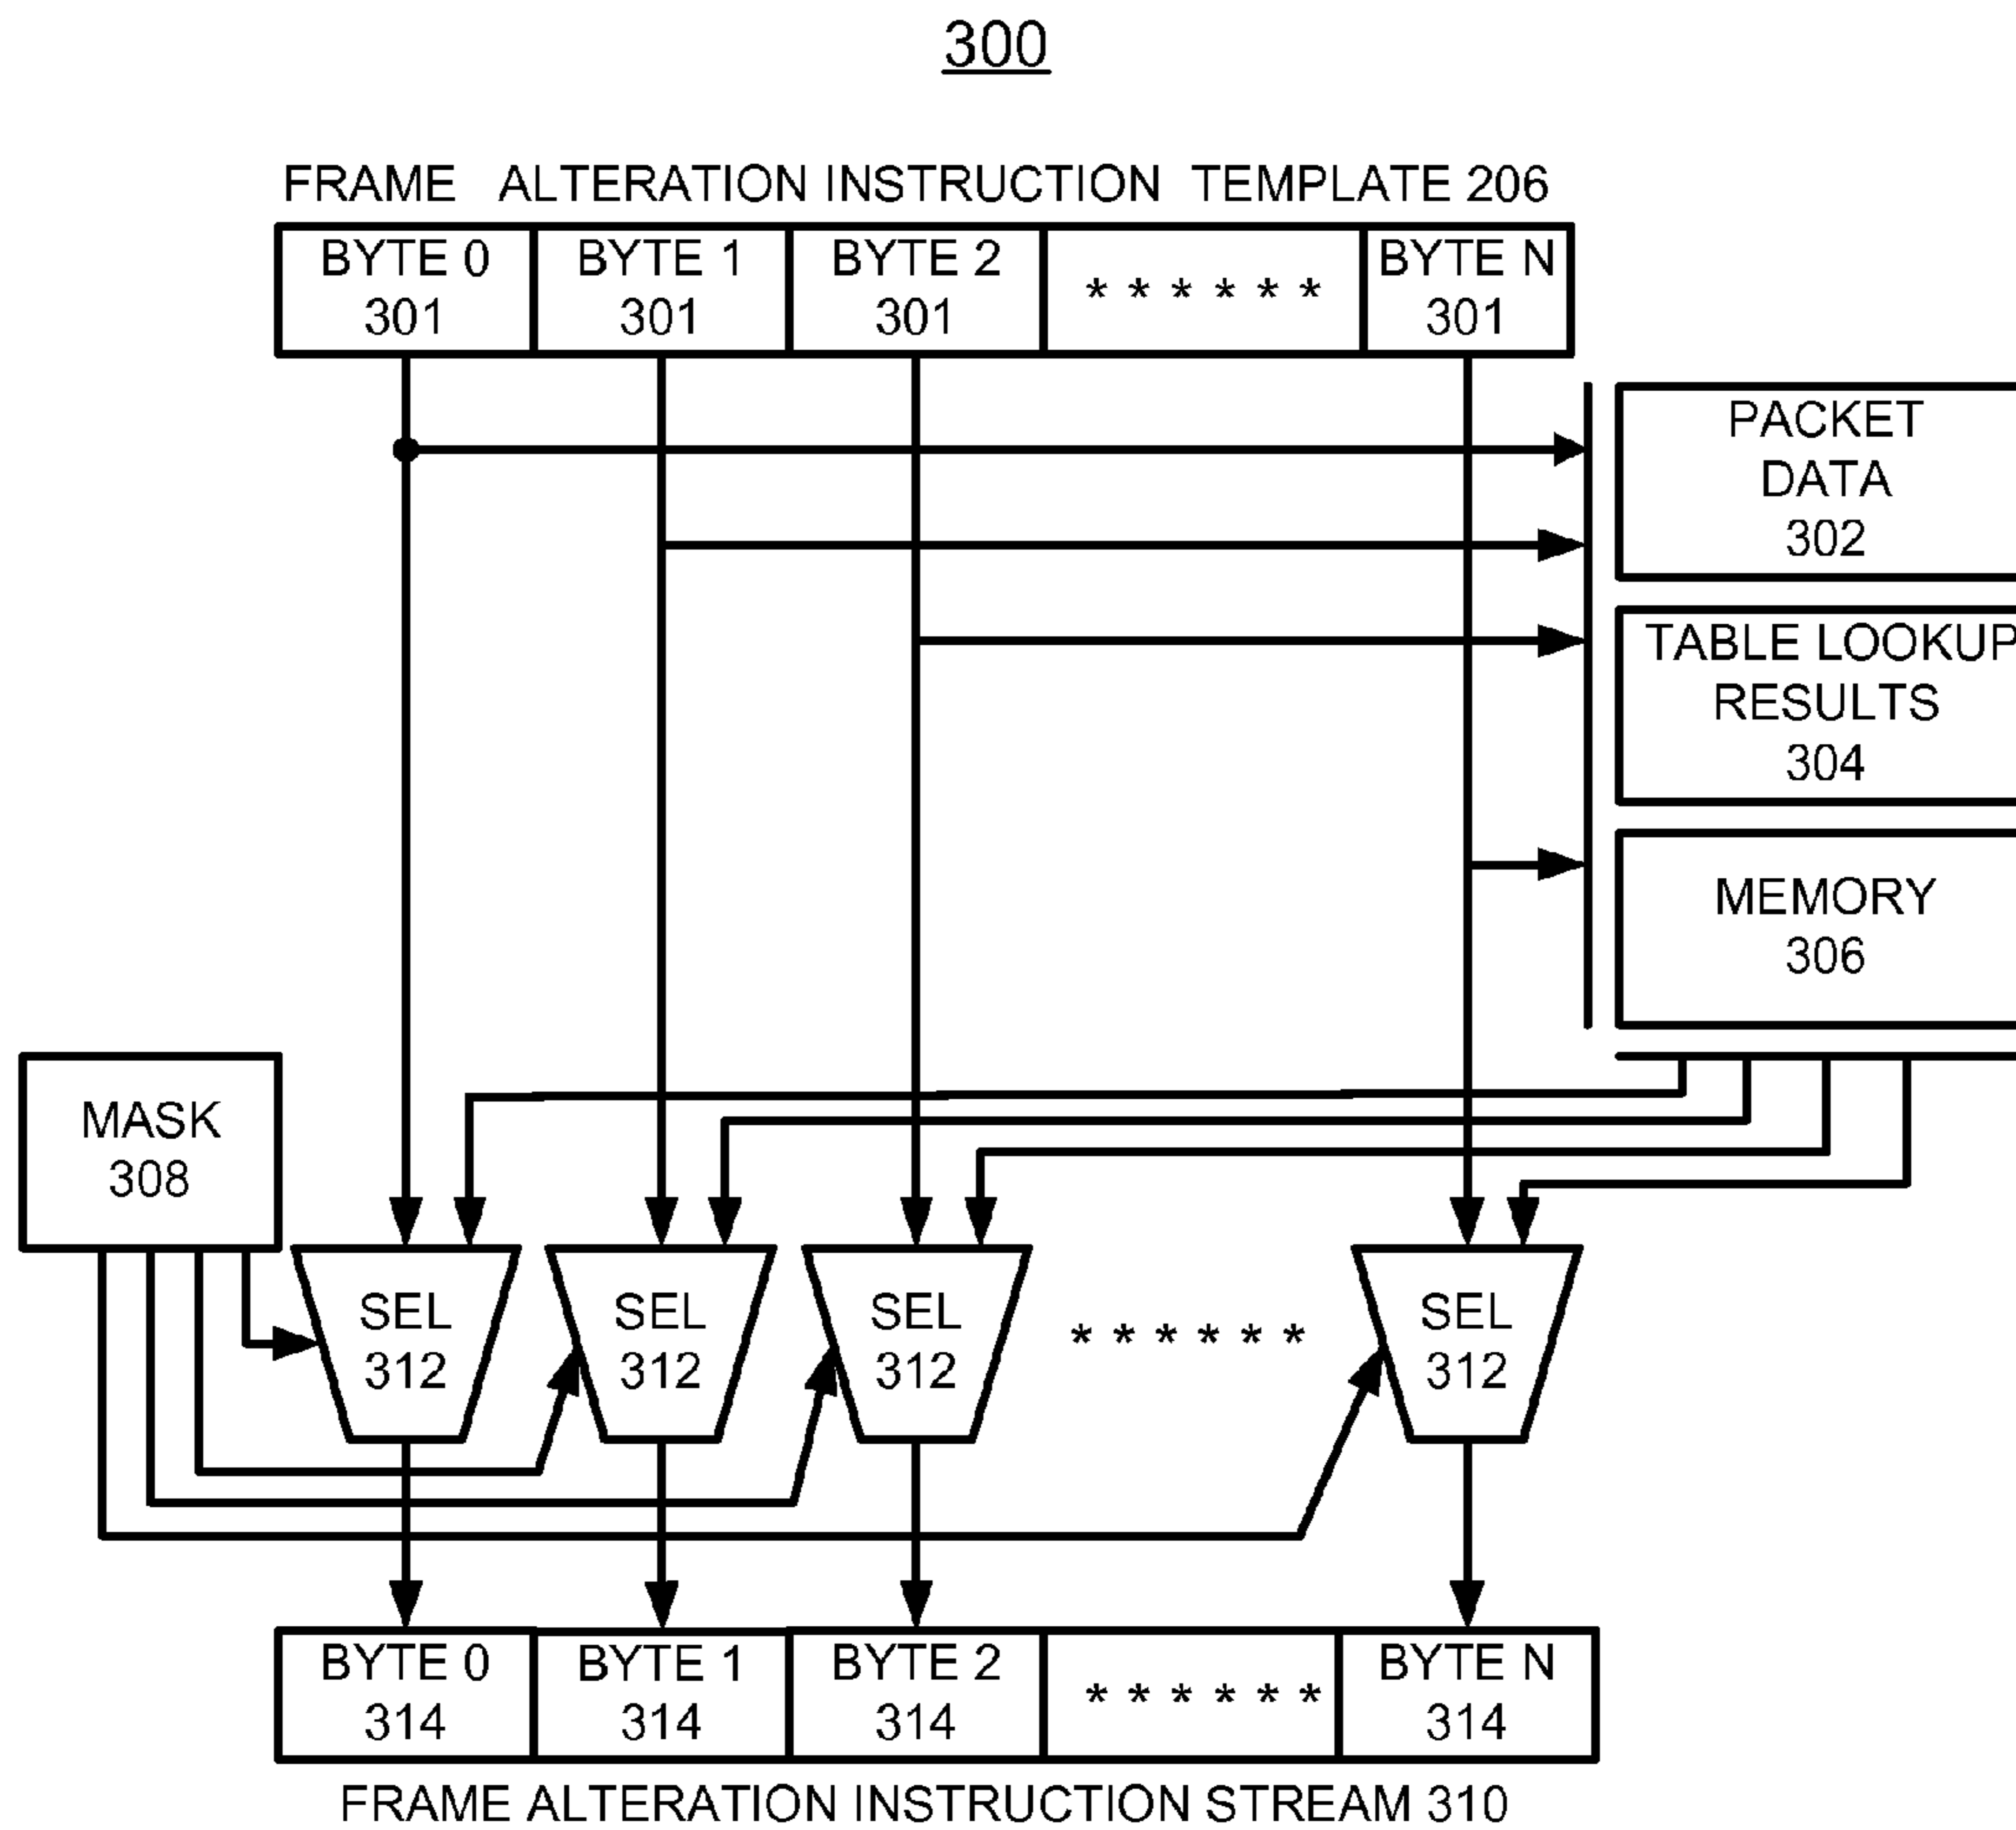 300
FRAME ALTERATION INSTRUCTION TEMPLATE 206
BYTE 0
301
BYTE 1
301
BYTE 2
301
* * * * * *
BYTE N
301
PACKET
DATA
302
TABLE LOOKUP
RESULTS
304
MEMORY
306
MASK
308
SEL
312
SEL
312
SEL
312
* * * * * *
SEL
312
BYTE 0
314
BYTE 1
314
BYTE 2
314
* * * * * *
BYTE N
314
FRAME ALTERATION INSTRUCTION STREAM 310